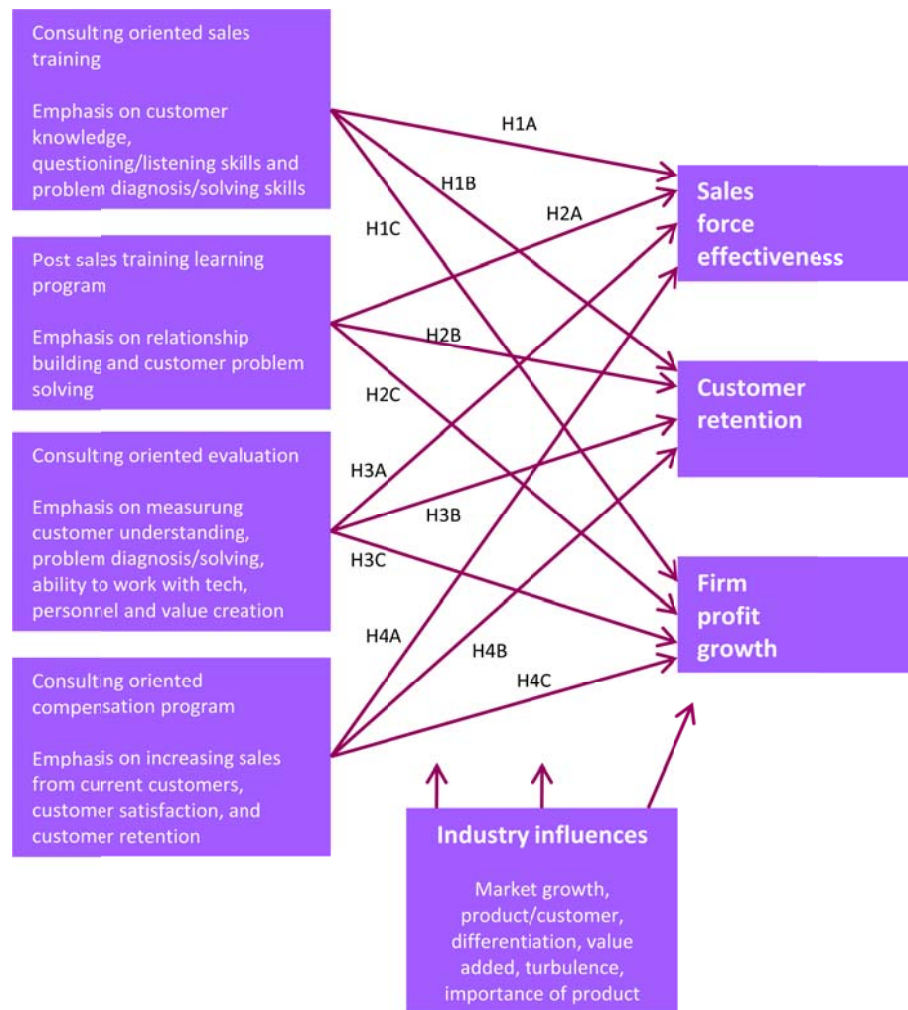 Consulting oriented sales
training
Emphasis on customer
knowledge,
questioning/listening skills and
problem diagnosis/solving skills
Post sales training learning
program
Emphasis on relationship
building and customer problem
solving
Consulting oriented evaluation
Emphasis on measurung
customer understanding,
problem diagnosis/solving,
ability to work with tech,
personnel and value creation
Consulting oriented
compensation program
Emphasis on increasing sales
from current customers,
customer satisfaction, and
customer retention
H1A
H1B
H1C
H2A
H2B
H2C
H3A
H3B
H3C
H4A
H4B
H4C
Sales
force
effectiveness
Customer
retention
Firm
profit
growth
Industry influences
Market growth,
product/customer,
differentiation, value
added, turbulence,
importance of product